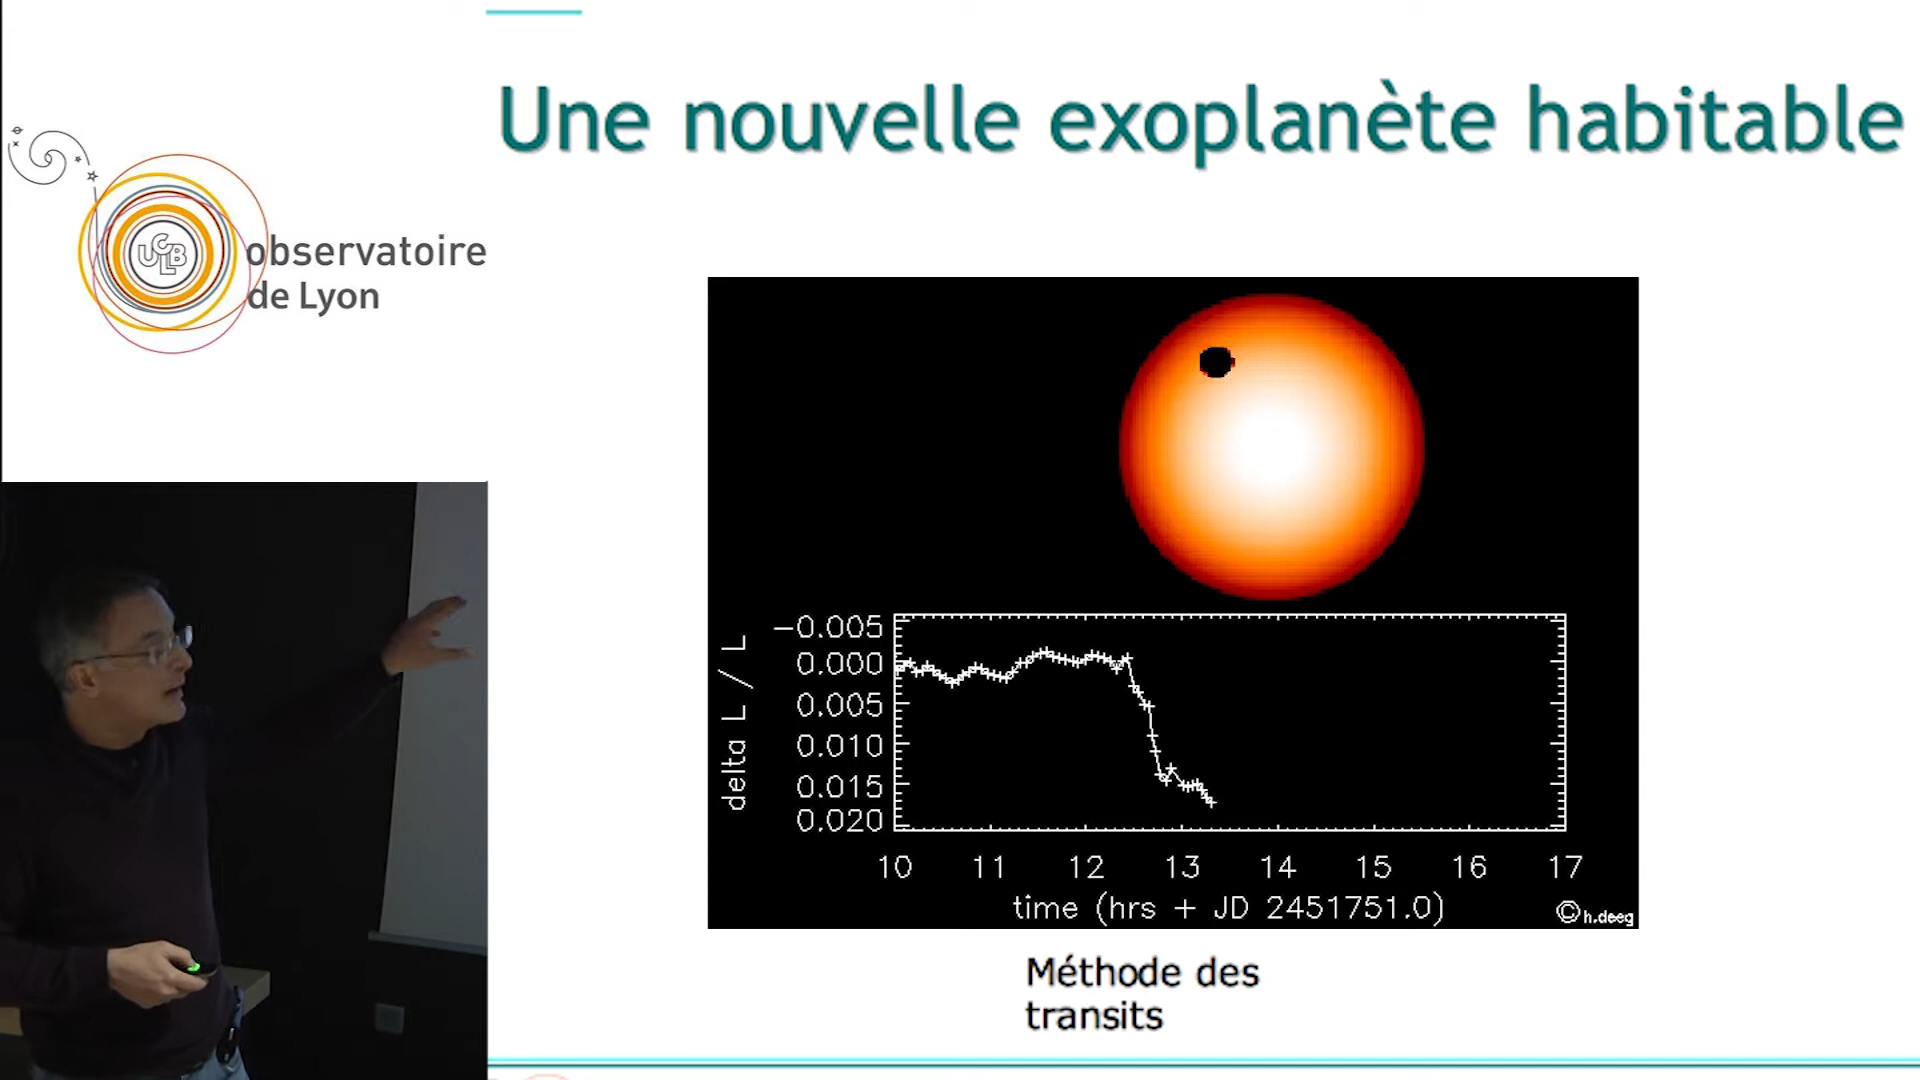 Une nouvelle exoplanète habitable
UCBL
observatoire
de Lyon
delta L / L
−0.005
0.000
0.005
0.010
0.015
0.020
10 11 12 13 14 15 16 17
time (hrs + JD 2451751.0)
©h.deeg
Méthode des
transits